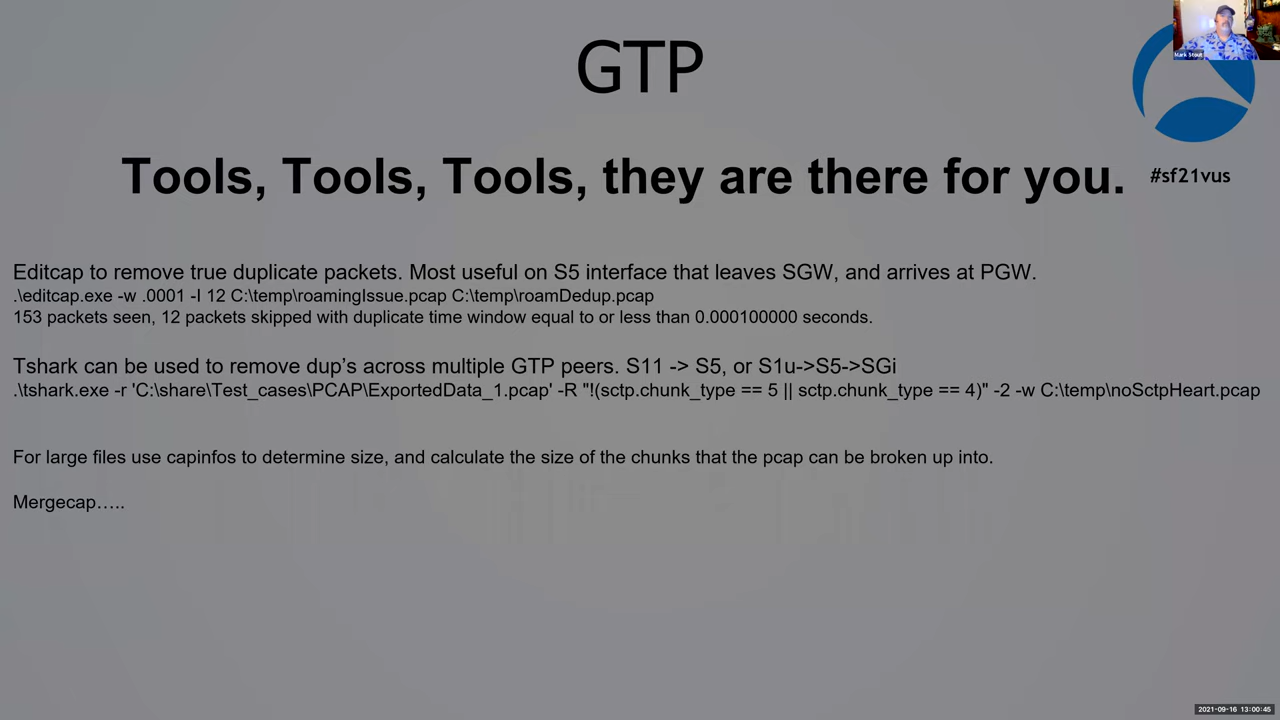 GTP
Mark Stout
Tools, Tools, Tools, they are there for you.
#sf21vus
Editcap to remove true duplicate packets. Most useful on S5 interface that leaves SGW, and arrives at PGW.
.\editcap.exe -w .0001 -I 12 C:\temp\roamingIssue.pcap C:\temp\roamDedup.pcap
153 packets seen, 12 packets skipped with duplicate time window equal to or less than 0.000100000 seconds.
Tshark can be used to remove dup’s across multiple GTP peers. S11 -> S5, or S1u->S5->SGi
.\tshark.exe -r 'C:\share\Test_cases\PCAP\ExportedData_1.pcap' -R "!(sctp.chunk_type == 5 || sctp.chunk_type == 4)" -2 -w C:\temp\noSctpHeart.pcap
For large files use capinfos to determine size, and calculate the size of the chunks that the pcap can be broken up into.
Mergecap…..
2021-09-16 13:00:45